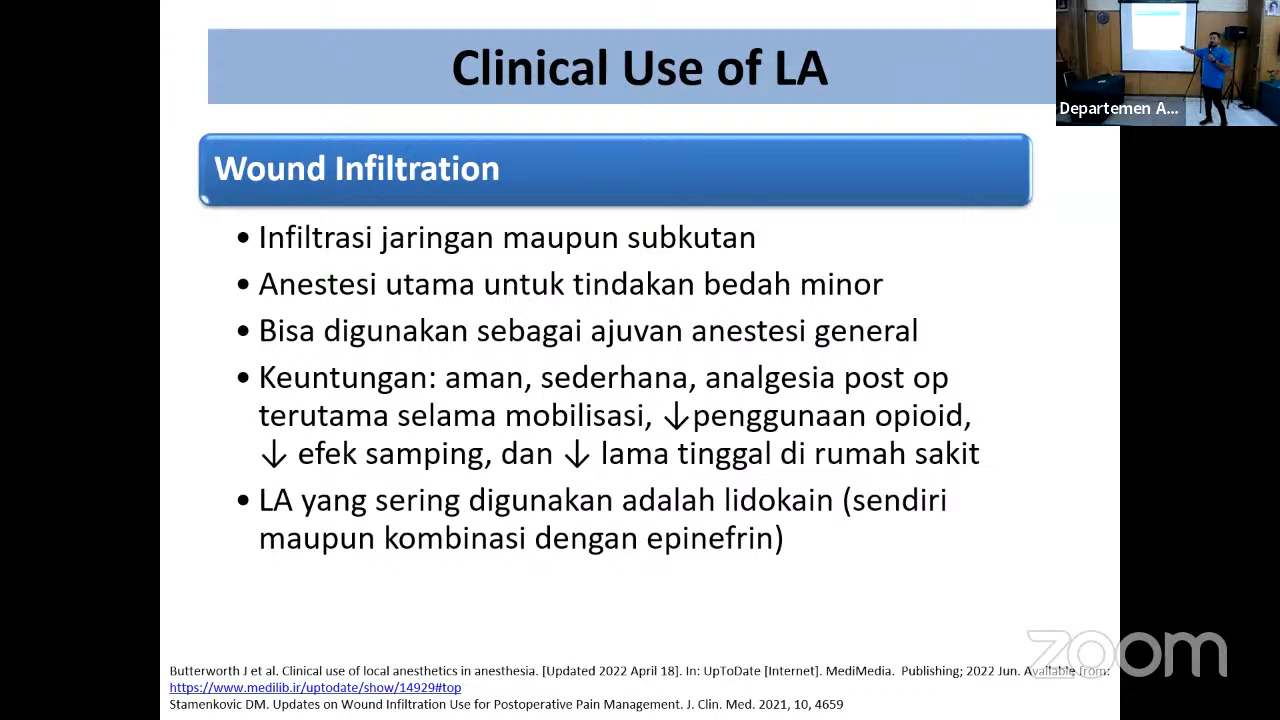 Clinical Use of LA
Departemen A...
Wound Infiltration
• Infiltrasi jaringan maupun subkutan
• Anestesi utama untuk tindakan bedah minor
• Bisa digunakan sebagai ajuvan anestesi general
• Keuntungan: aman, sederhana, analgesia post op
terutama selama mobilisasi, ↓penggunaan opioid,
↓ efek samping, dan ↓ lama tinggal di rumah sakit
• LA yang sering digunakan adalah lidokain (sendiri
maupun kombinasi dengan epinefrin)
zoom
Butterworth J et al. Clinical use of local anesthetics in anesthesia. [Updated 2022 April 18]. In: UpToDate [Internet]. MediMedia. Publishing; 2022 Jun. Available from:
https://www.medilib.ir/uptodate/show/14929#top
Stamenkovic DM. Updates on Wound Infiltration Use for Postoperative Pain Management. J. Clin. Med. 2021, 10, 4659